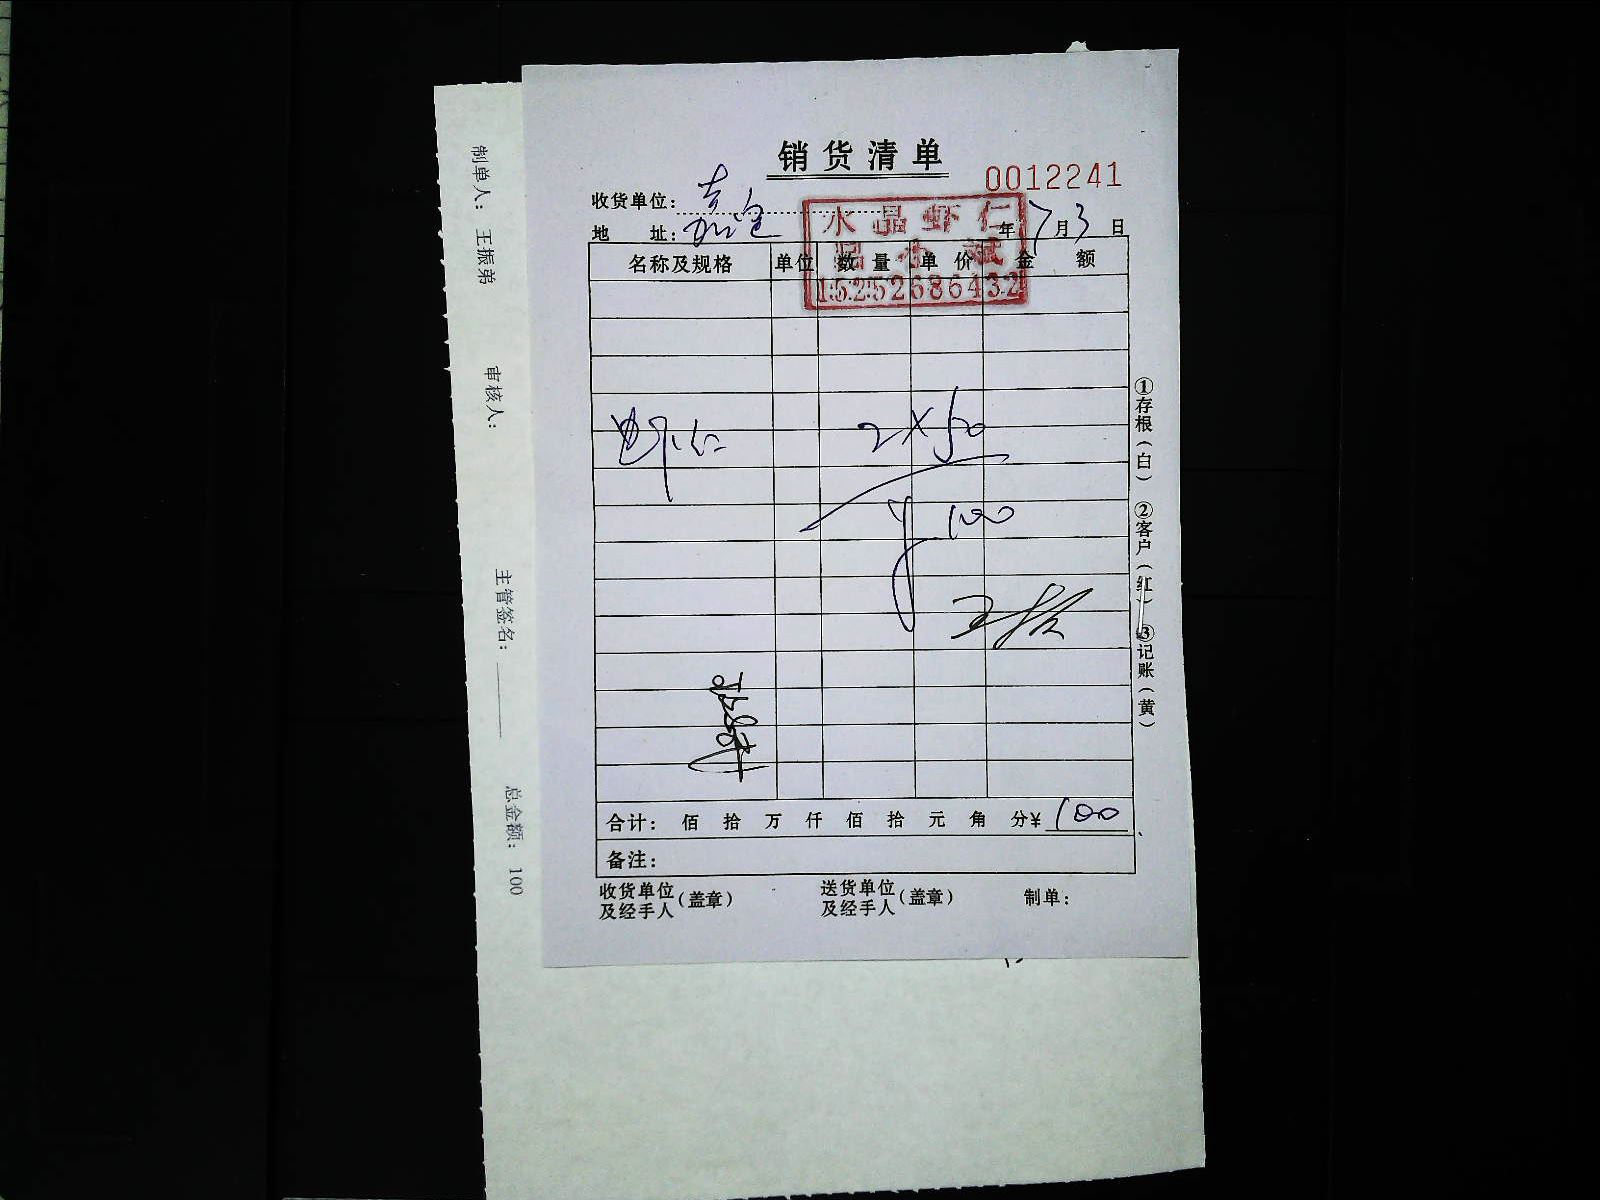 销货清单
0012241
收货单位:
地 址: 年7月3日
水晶虾仁
15252686432
名称及规格 单位 数量 单价 金额
虾仁 2×50
¥100
合计: 佰 拾 万 仟 佰 拾 元 角 分¥ 100
备注:
收货单位及经手人(盖章) 送货单位及经手人(盖章) 制单:
①存根(白) ②客户(红) ③记账(黄)
制单人: 王振弟 审核人: 主管签名: 总金额: 100